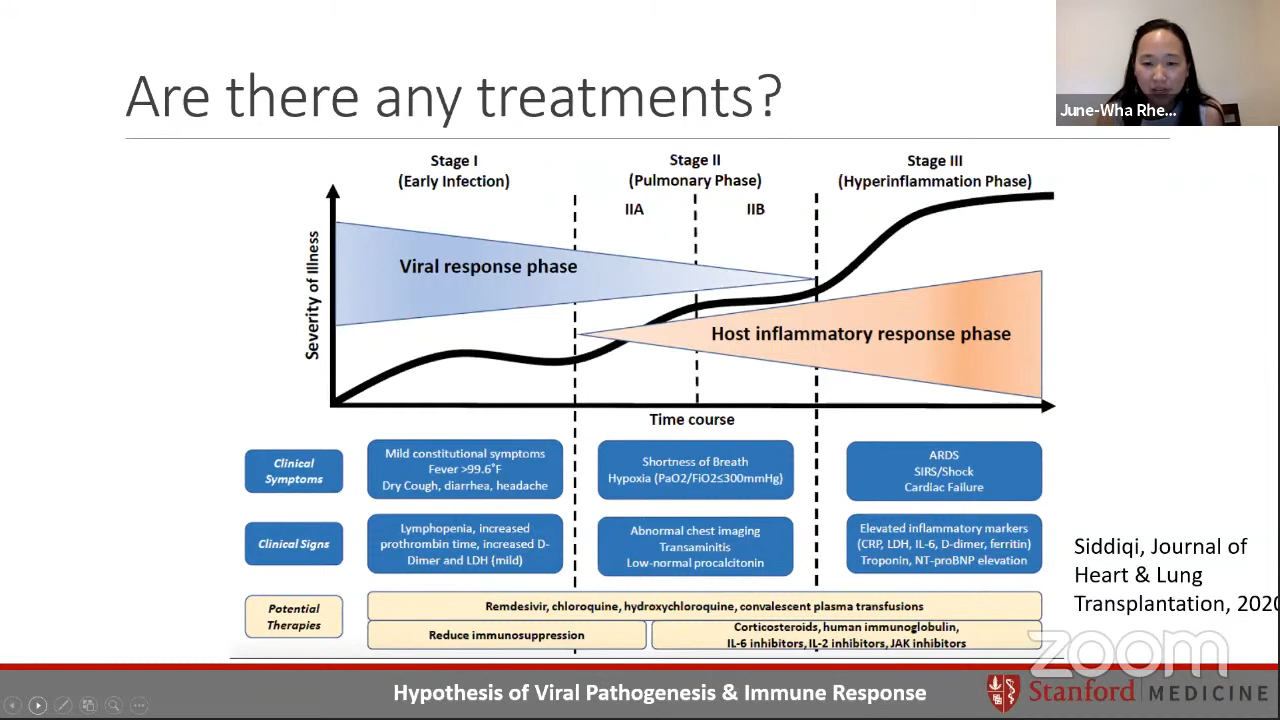 June-Wha Rhe...
Are there any treatments?
Stage I
(Early Infection)
Stage II
(Pulmonary Phase)
Stage III
(Hyperinflammation Phase)
IIA
IIB
Severity of Illness
Viral response phase
Host inflammatory response phase
Time course
Clinical
Symptoms
Mild constitutional symptoms
Fever >99.6°F
Dry Cough, diarrhea, headache
Shortness of Breath
Hypoxia (PaO2/FiO2≤300mmHg)
ARDS
SIRS/Shock
Cardiac Failure
Clinical Signs
Lymphopenia, increased
prothrombin time, increased D-
Dimer and LDH (mild)
Abnormal chest imaging
Transaminitis
Low-normal procalcitonin
Elevated inflammatory markers
(CRP, LDH, IL-6, D-dimer, ferritin)
Troponin, NT-proBNP elevation
Siddiqi, Journal of
Heart & Lung
Transplantation, 2020
Potential
Therapies
Remdesivir, chloroquine, hydroxychloroquine, convalescent plasma transfusions
Reduce immunosuppression
Corticosteroids, human immunoglobulin,
IL-6 inhibitors, IL-2 inhibitors, JAK inhibitors
zoom
Hypothesis of Viral Pathogenesis & Immune Response
Stanford MEDICINE